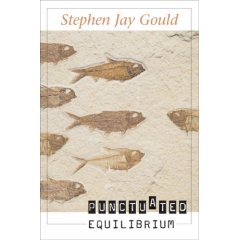 Stephen Jay Gould
PUNCTUATED
EQUILIBRIUM